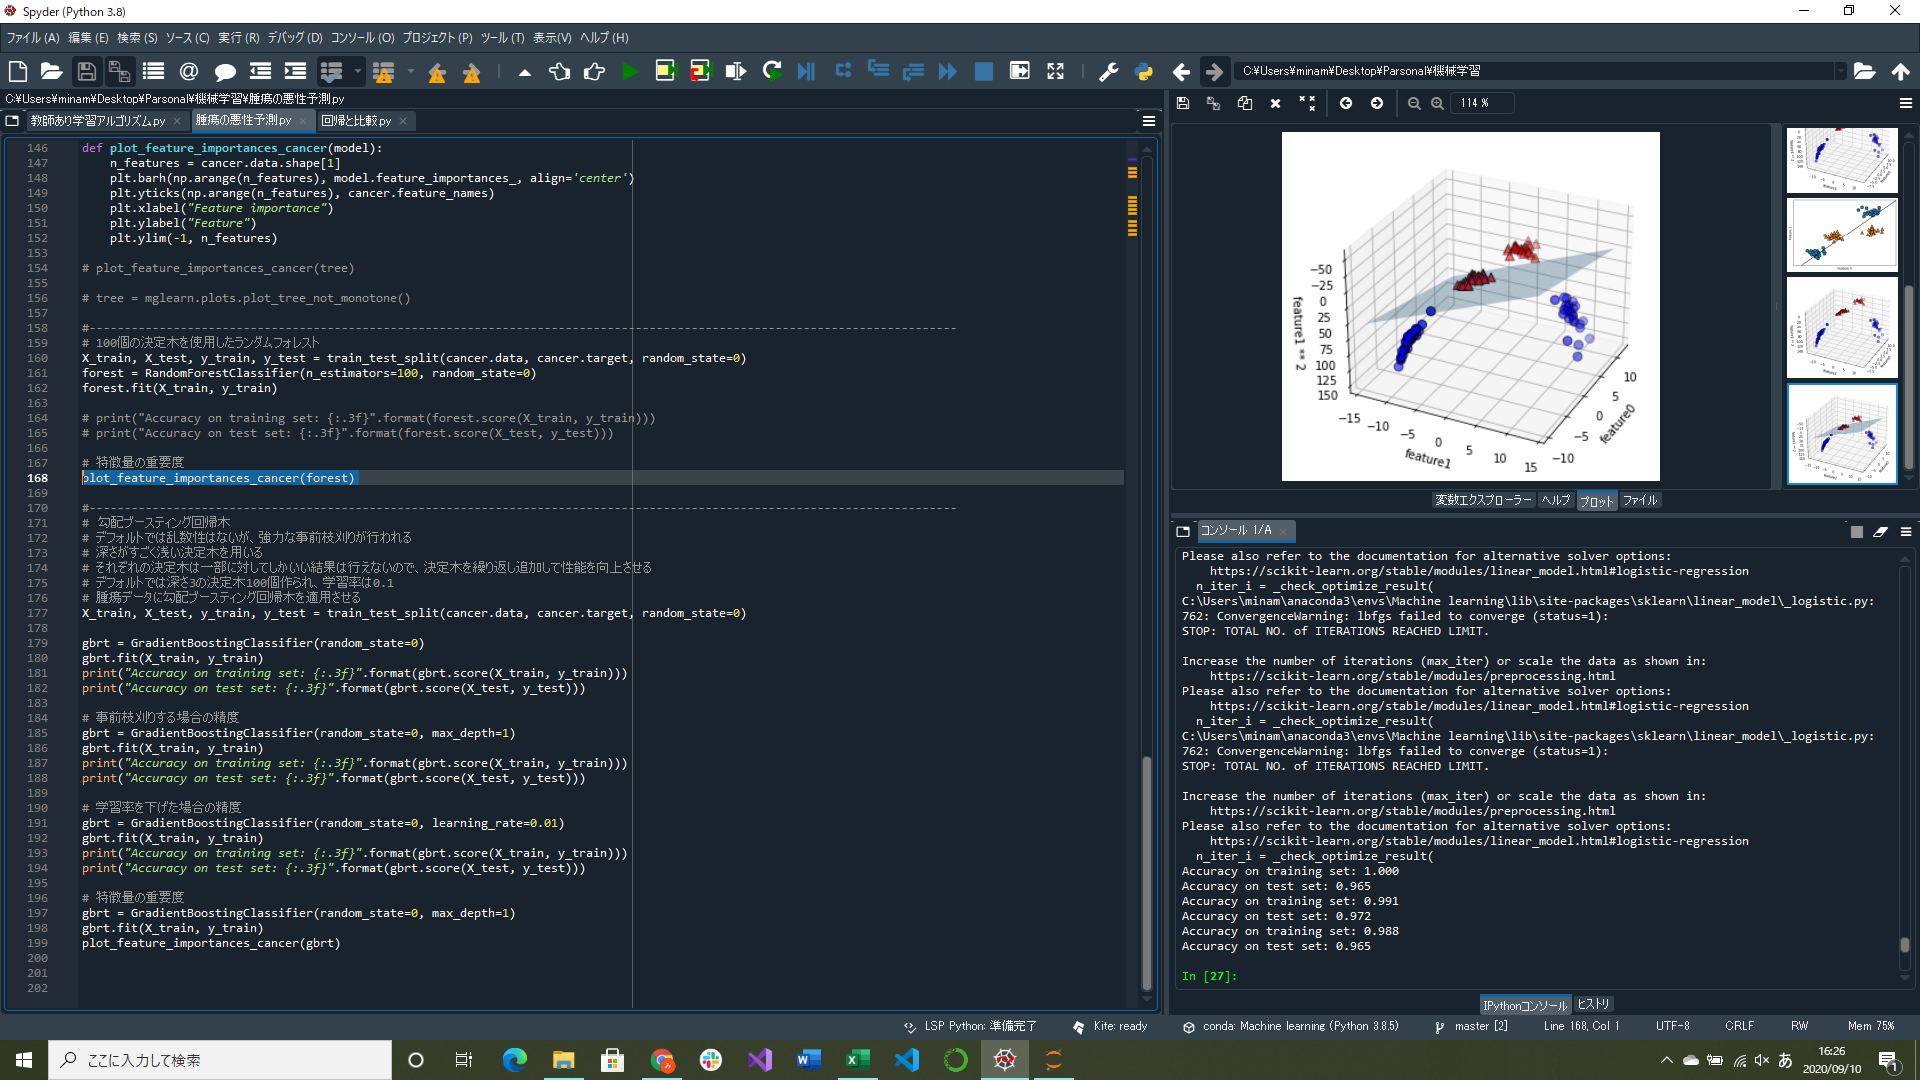 Spyder (Python 3.8)
ファイル (A) 編集 (E) 検索 (S) ソース (C) 実行 (R) デバッグ (D) コンソール (O) プロジェクト (P) ツール (T) 表示(V) ヘルプ (H)
C:¥Users¥minam¥Desktop¥Parsonal¥機械学習
C:¥Users¥minam¥Desktop¥Parsonal¥機械学習¥腫瘍の悪性予測.py
教師あり学習アルゴリズム.py 腫瘍の悪性予測.py 回帰と比較.py
146 def plot_feature_importances_cancer(model):
147 n_features = cancer.data.shape[1]
148 plt.barh(np.arange(n_features), model.feature_importances_, align='center')
149 plt.yticks(np.arange(n_features), cancer.feature_names)
150 plt.xlabel("Feature importance")
151 plt.ylabel("Feature")
152 plt.ylim(-1, n_features)
153
154 # plot_feature_importances_cancer(tree)
155
156 # tree = mglearn.plots.plot_tree_not_monotone()
157
158 #----------------------------------------------------------------------------------------------------------------------------
159 # 100個の決定木を使用したランダムフォレスト
160 X_train, X_test, y_train, y_test = train_test_split(cancer.data, cancer.target, random_state=0)
161 forest = RandomForestClassifier(n_estimators=100, random_state=0)
162 forest.fit(X_train, y_train)
163
164 # print("Accuracy on training set: {:.3f}".format(forest.score(X_train, y_train)))
165 # print("Accuracy on test set: {:.3f}".format(forest.score(X_test, y_test)))
166
167 # 特徴量の重要度
168 plot_feature_importances_cancer(forest)
169
170 #----------------------------------------------------------------------------------------------------------------------------
171 # 勾配ブースティング回帰木
172 # デフォルトでは乱数性はないが、強力な事前枝刈りが行われる
173 # 深さがすごく浅い決定木を用いる
174 # それぞれの決定木は一部に対してしかいい結果は行えないので、決定木を繰り返し追加して性能を向上させる
175 # デフォルトでは深さ3の決定木100個作られ、学習率は0.1
176 # 腫瘍データに勾配ブースティング回帰木を適用させる
177 X_train, X_test, y_train, y_test = train_test_split(cancer.data, cancer.target, random_state=0)
178
179 gbrt = GradientBoostingClassifier(random_state=0)
180 gbrt.fit(X_train, y_train)
181 print("Accuracy on training set: {:.3f}".format(gbrt.score(X_train, y_train)))
182 print("Accuracy on test set: {:.3f}".format(gbrt.score(X_test, y_test)))
183
184 # 事前枝刈りする場合の精度
185 gbrt = GradientBoostingClassifier(random_state=0, max_depth=1)
186 gbrt.fit(X_train, y_train)
187 print("Accuracy on training set: {:.3f}".format(gbrt.score(X_train, y_train)))
188 print("Accuracy on test set: {:.3f}".format(gbrt.score(X_test, y_test)))
189
190 # 学習率を下げた場合の精度
191 gbrt = GradientBoostingClassifier(random_state=0, learning_rate=0.01)
192 gbrt.fit(X_train, y_train)
193 print("Accuracy on training set: {:.3f}".format(gbrt.score(X_train, y_train)))
194 print("Accuracy on test set: {:.3f}".format(gbrt.score(X_test, y_test)))
195
196 # 特徴量の重要度
197 gbrt = GradientBoostingClassifier(random_state=0, max_depth=1)
198 gbrt.fit(X_train, y_train)
199 plot_feature_importances_cancer(gbrt)
200
201
202
114 %
−50
−25
0
25
50
75
100
125
150
feature1 ** 2
−15 −10 −5 0 5 10 15
feature1
−10 −5 0 5 10
feature0
変数エクスプローラー ヘルプ プロット ファイル
コンソール 1/A
Please also refer to the documentation for alternative solver options:
https://scikit-learn.org/stable/modules/linear_model.html#logistic-regression
n_iter_i = _check_optimize_result(
C:\Users\minam\anaconda3\envs\Machine learning\lib\site-packages\sklearn\linear_model\_logistic.py:
762: ConvergenceWarning: lbfgs failed to converge (status=1):
STOP: TOTAL NO. of ITERATIONS REACHED LIMIT.
Increase the number of iterations (max_iter) or scale the data as shown in:
https://scikit-learn.org/stable/modules/preprocessing.html
Please also refer to the documentation for alternative solver options:
https://scikit-learn.org/stable/modules/linear_model.html#logistic-regression
n_iter_i = _check_optimize_result(
C:\Users\minam\anaconda3\envs\Machine learning\lib\site-packages\sklearn\linear_model\_logistic.py:
762: ConvergenceWarning: lbfgs failed to converge (status=1):
STOP: TOTAL NO. of ITERATIONS REACHED LIMIT.
Increase the number of iterations (max_iter) or scale the data as shown in:
https://scikit-learn.org/stable/modules/preprocessing.html
Please also refer to the documentation for alternative solver options:
https://scikit-learn.org/stable/modules/linear_model.html#logistic-regression
n_iter_i = _check_optimize_result(
Accuracy on training set: 1.000
Accuracy on test set: 0.965
Accuracy on training set: 0.991
Accuracy on test set: 0.972
Accuracy on training set: 0.988
Accuracy on test set: 0.965
In [27]:
IPythonコンソール ヒストリ
LSP Python: 準備完了 Kite: ready conda: Machine learning (Python 3.8.5) master [2] Line 168, Col 1 UTF-8 CRLF RW Mem 75%
ここに入力して検索
あ
16:26
2020/09/10
1